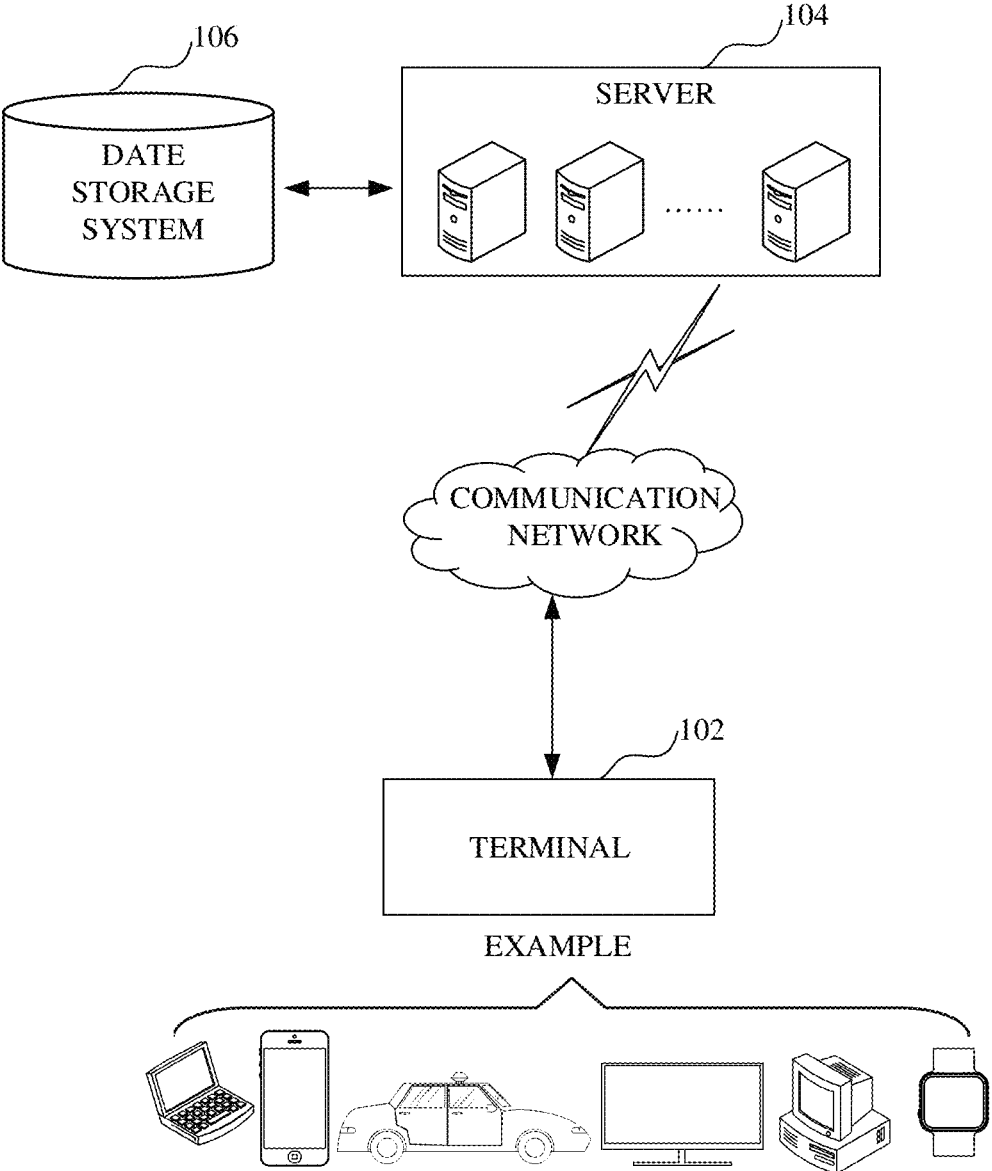 106
104
SERVER
DATE
STORAGE
SYSTEM
......
COMMUNICATION
NETWORK
102
TERMINAL
EXAMPLE